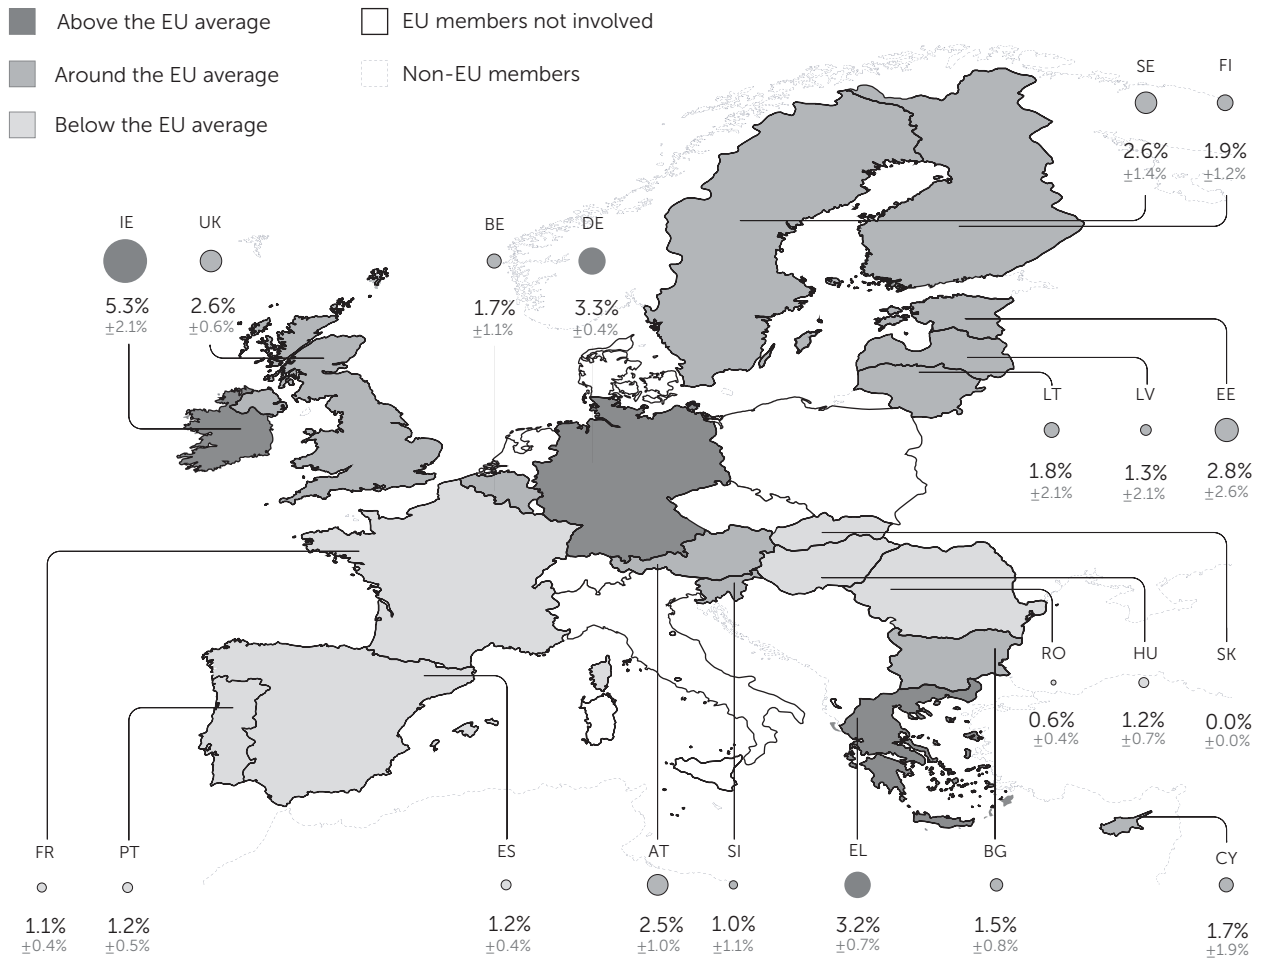 Above the EU average
EU members not involved
Around the EU average
Non-EU members
Below the EU average
SE
FI
2.6%
1.9%
±1.4%
±1.2%
IE
UK
BE
DE
5.3%
2.6%
1.7%
3.3%
±2.1%
±0.6%
±1.1%
±0.4%
LT
LV
EE
1.8%
1.3%
2.8%
±2.1%
±2.1%
±2.6%
RO
HU
SK
0.6%
1.2%
0.0%
±0.4%
±0.7%
±0.0%
FR
PT
ES
AT
SI
EL
BG
CY
1.1%
1.2%
1.2%
2.5%
1.0%
3.2%
1.5%
1.7%
±0.4%
±0.5%
±0.4%
±1.0%
±1.1%
±0.7%
±0.8%
±1.9%